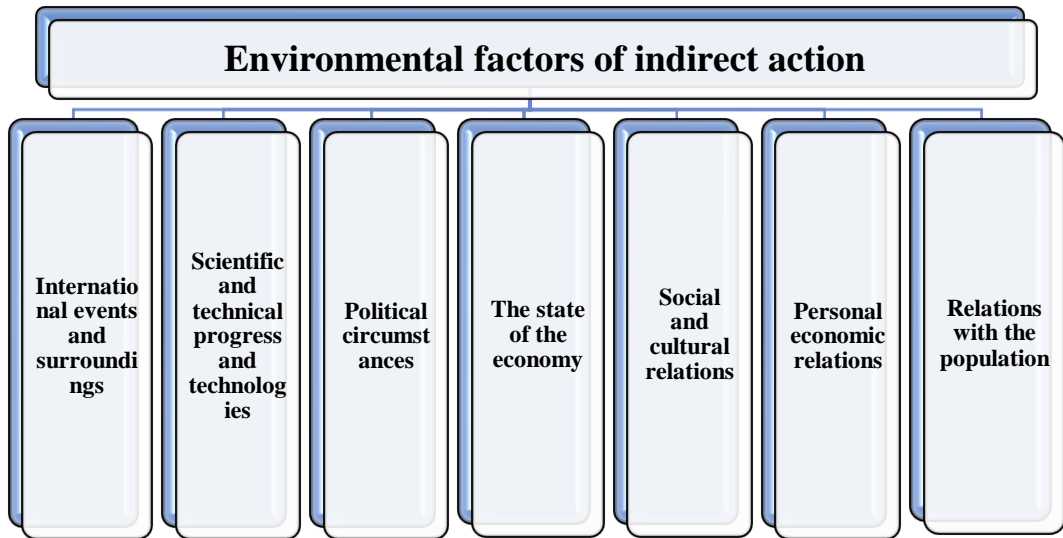 Environmental factors of indirect action
Internatio
nal events
and
surroundi
ngs
Scientific
and
technical
progress
and
technolog
ies
Political
circumst
ances
The state
of the
economy
Social
and
cultural
relations
Personal
economic
relations
Relations
with the
population